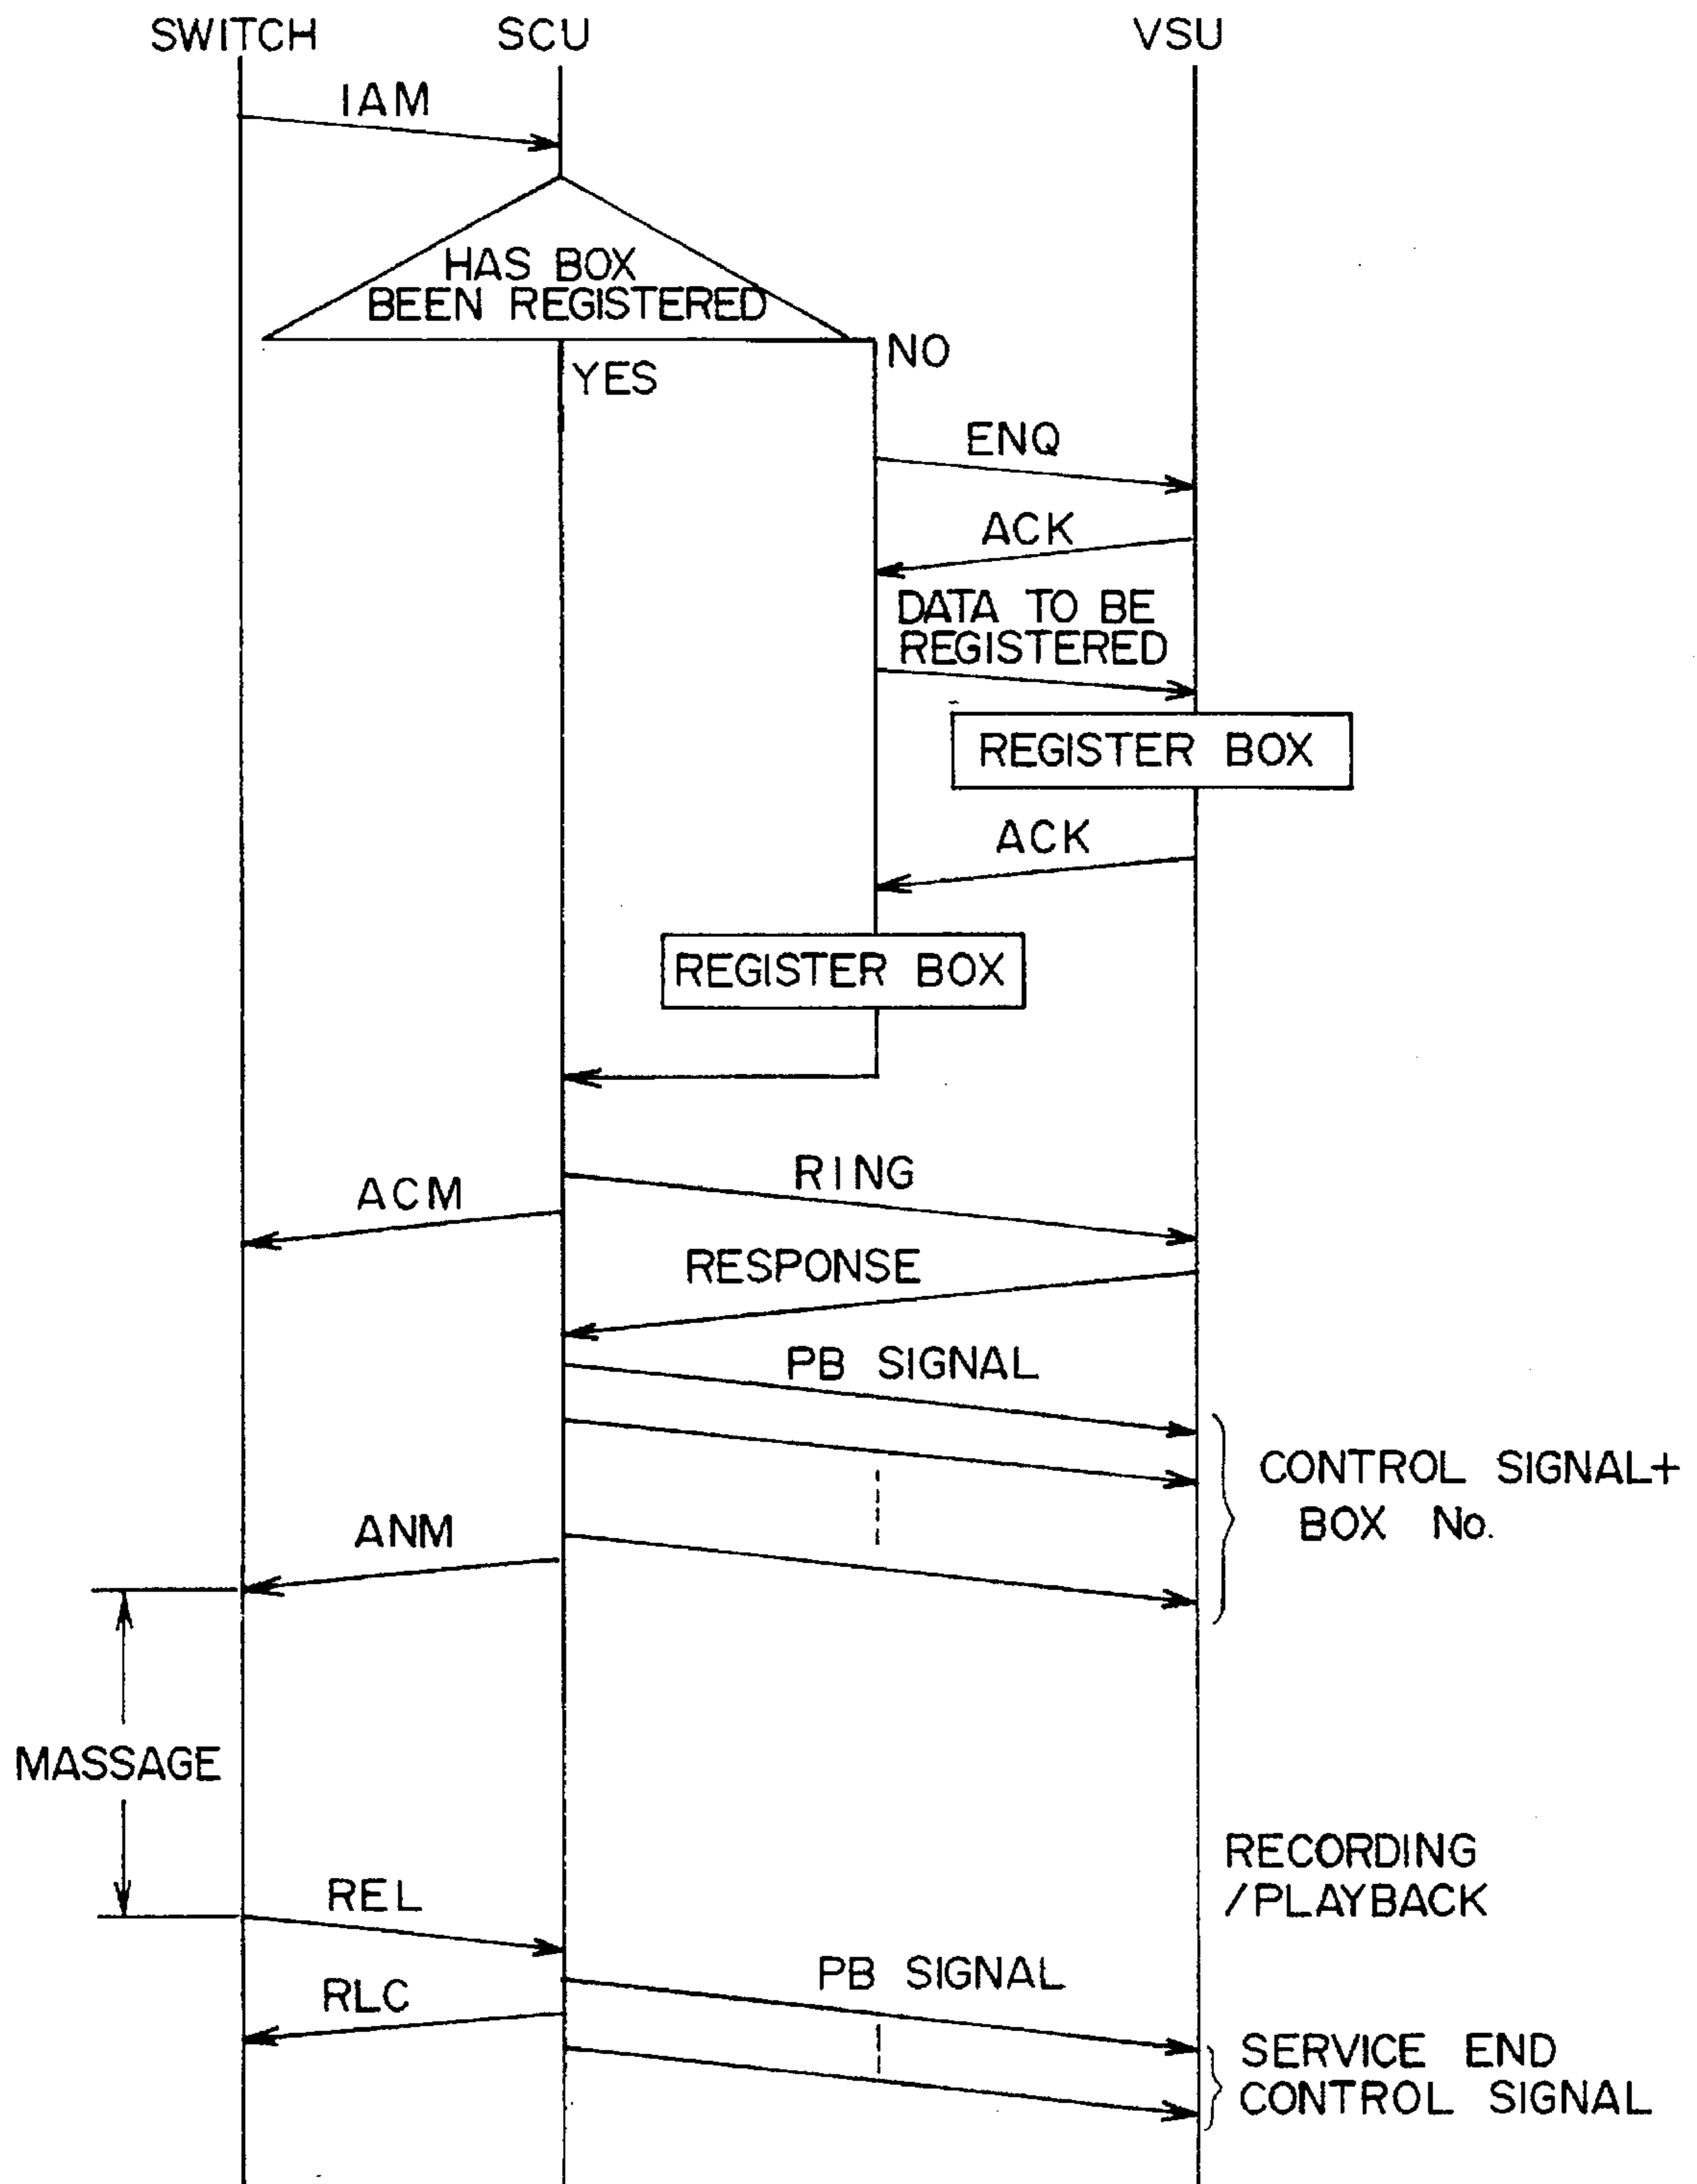 SWITCH
SCU
VSU
IAM
HAS BOX
BEEN REGISTERED
NO
YES
ENQ
ACK
DATA TO BE
REGISTERED
REGISTER BOX
ACK
REGISTER BOX
RING
ACM
RESPONSE
PB SIGNAL
CONTROL SIGNAL+
BOX No.
ANM
MASSAGE
RECORDING
/PLAYBACK
REL
PB SIGNAL
RLC
SERVICE END
CONTROL SIGNAL